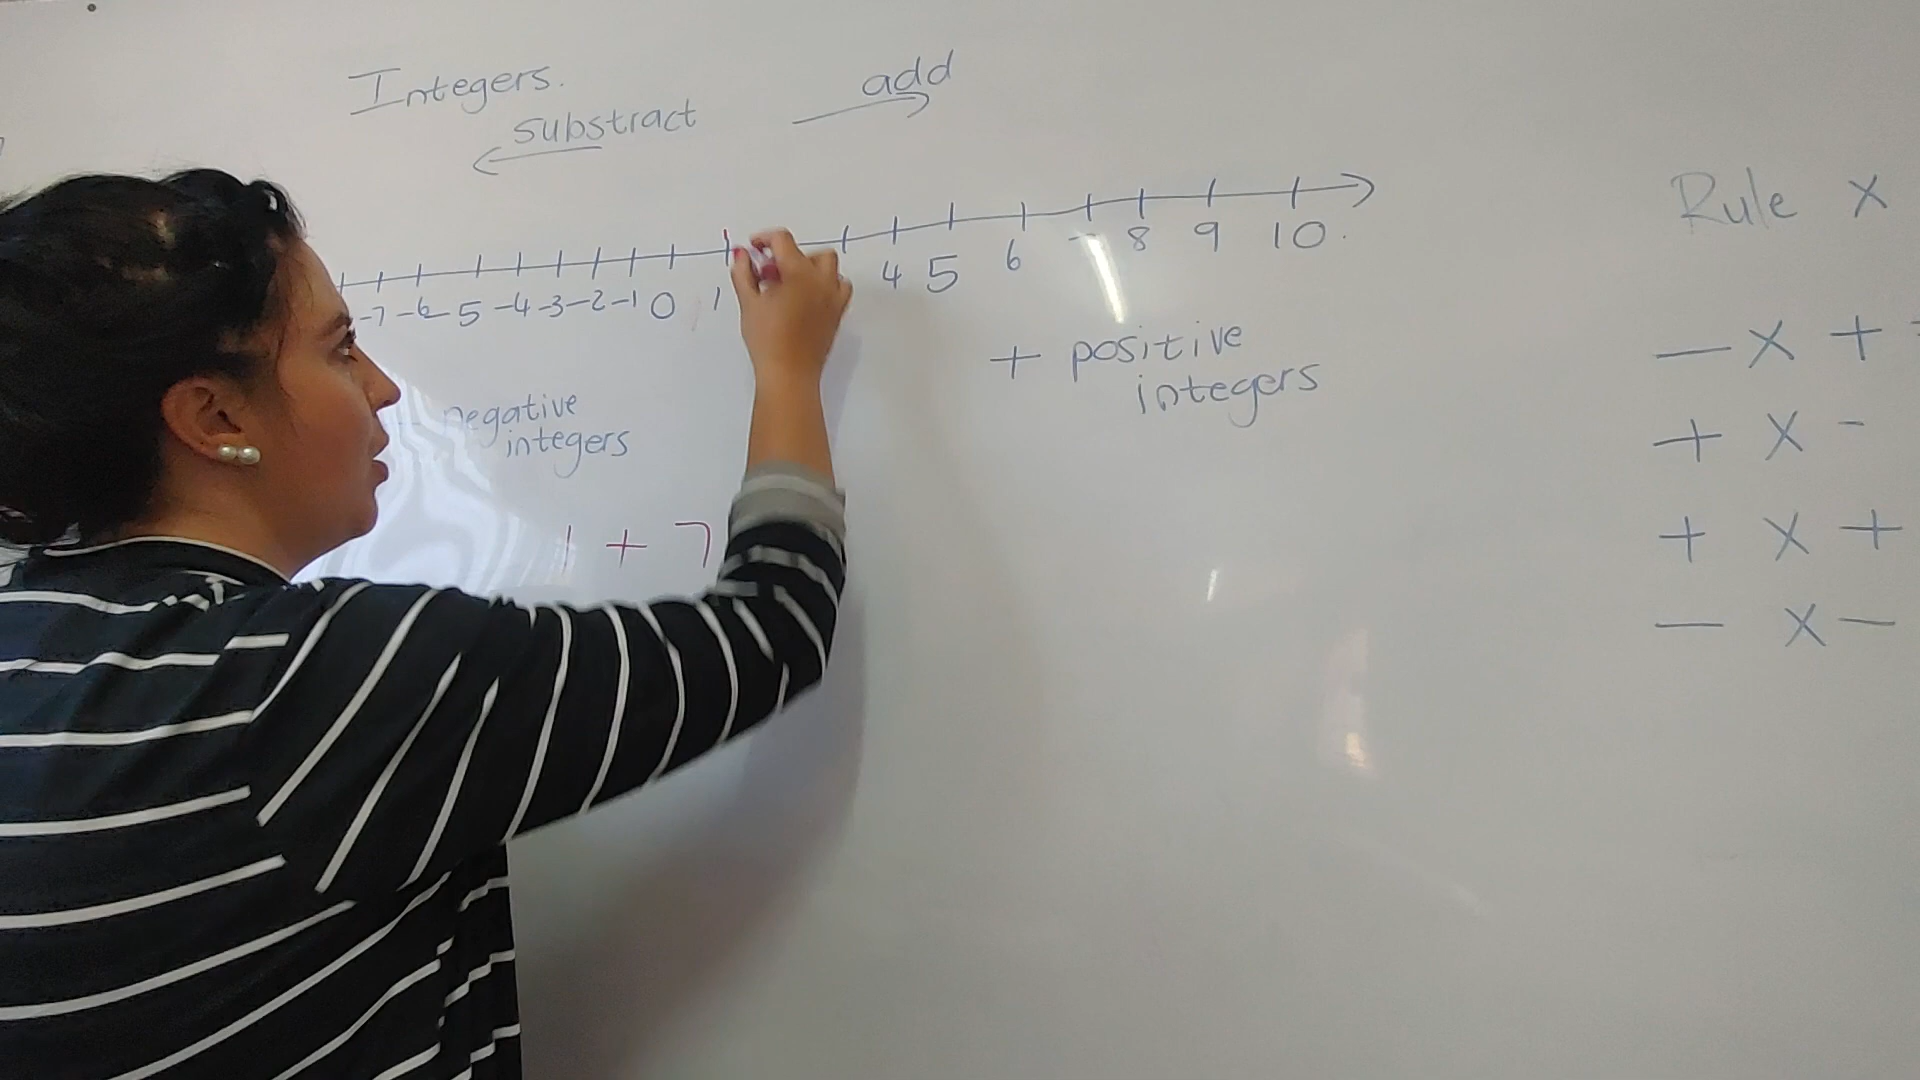 Integers.
substract
add
-7 -6 -5 -4 -3 -2 -1 0 1 4 5 6 8 9 10.
+ positive
integers
negative
integers
1 + 7
Rule x
- x +
+ x -
+ x +
- x -